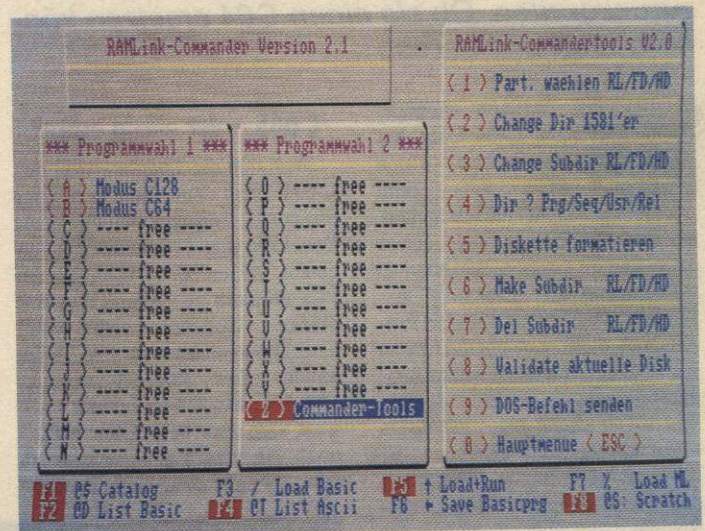 RAMLink-Commander Version 2.1
*** Programmwahl 1 ***
( A ) Modus C128
( B ) Modus C64
( C ) ---- free ----
( D ) ---- free ----
( E ) ---- free ----
( F ) ---- free ----
( G ) ---- free ----
( H ) ---- free ----
( I ) ---- free ----
( J ) ---- free ----
( K ) ---- free ----
( L ) ---- free ----
( M ) ---- free ----
( N ) ---- free ----
*** Programmwahl 2 ***
( O ) ---- free ----
( P ) ---- free ----
( Q ) ---- free ----
( R ) ---- free ----
( S ) ---- free ----
( T ) ---- free ----
( U ) ---- free ----
( V ) ---- free ----
( W ) ---- free ----
( X ) ---- free ----
( Y ) ---- free ----
( Z ) Commander-Tools
RAMLink-Commandertools V2.0
( 1 ) Part. waehlen RL/FD/HD
( 2 ) Change Dir 1581'er
( 3 ) Change Subdir RL/FD/HD
( 4 ) Dir ? Prg/Seq/Usr/Rel
( 5 ) Diskette formatieren
( 6 ) Make Subdir RL/FD/HD
( 7 ) Del Subdir RL/FD/HD
( 8 ) Validate aktuelle Disk
( 9 ) DOS-Befehl senden
( 0 ) Hauptmenue ( ESC )
F1 @$ Catalog F3 / Load Basic F5 ↑ Load+Run F7 % Load ML
F2 @D List Basic F4 @T List Ascii F6 ← Save Basicprg F8 @S: Scratch